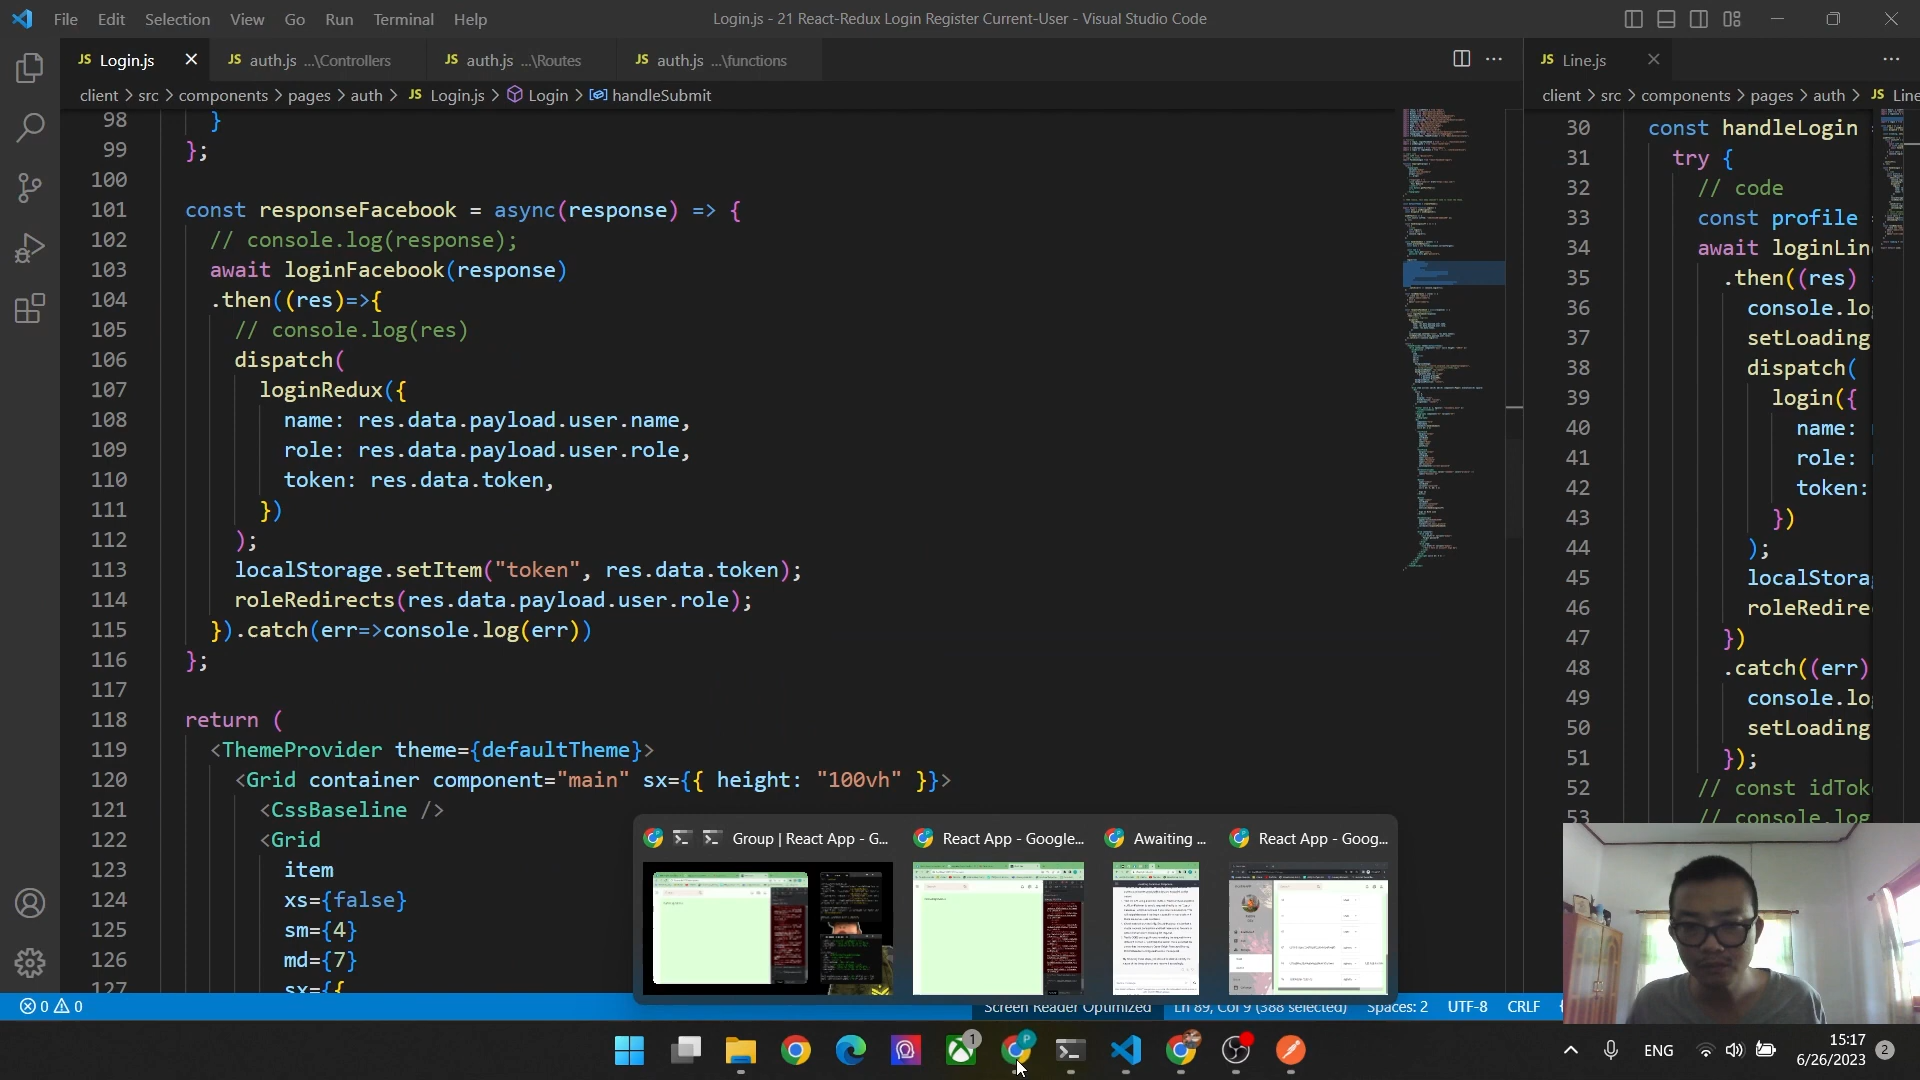 File Edit Selection View Go Run Terminal Help
Login.js - 21 React-Redux Login Register Current-User - Visual Studio Code
JS Login.js
JS auth.js ...\Controllers
JS auth.js ...\Routes
JS auth.js ...\functions
JS Line.js
client > src > components > pages > auth > JS Login.js > Login > handleSubmit
client > src > components > pages > auth > JS Line
98 }
99 };
100
101 const responseFacebook = async(response) => {
102 // console.log(response);
103 await loginFacebook(response)
104 .then((res)=>{
105 // console.log(res)
106 dispatch(
107 loginRedux({
108 name: res.data.payload.user.name,
109 role: res.data.payload.user.role,
110 token: res.data.token,
111 })
112 );
113 localStorage.setItem("token", res.data.token);
114 roleRedirects(res.data.payload.user.role);
115 }).catch(err=>console.log(err))
116 };
117
118 return (
119 <ThemeProvider theme={defaultTheme}>
120 <Grid container component="main" sx={{ height: "100vh" }}>
121 <CssBaseline />
122 <Grid
123 item
124 xs={false}
125 sm={4}
126 md={7}
127 sx={{
30 const handleLogin =
31 try {
32 // code
33 const profile =
34 await loginLin
35 .then((res)
36 console.lo
37 setLoading
38 dispatch(
39 login({
40 name:
41 role:
42 token:
43 })
44 );
45 localStora
46 roleRedire
47 })
48 .catch((err)
49 console.lo
50 setLoading
51 });
52 // const idTok
53 // console.log
Group | React App - G...
React App - Google...
Awaiting ...
React App - Goog...
0 0
Screen Reader Optimized
Ln 89, Col 9 (388 selected)
Spaces: 2
UTF-8
CRLF
1
P
ENG
15:17
6/26/2023
2